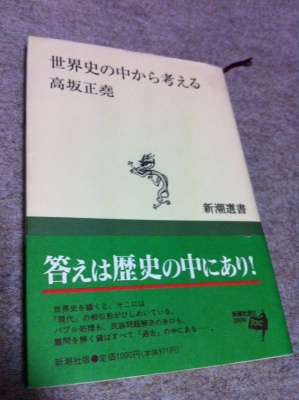 世界史の中から考える
高坂正堯
新潮選書
答えは歴史の中にあり!
世界史を繙くと、そこには
「現代」の相似形がひしめいている。
バブル処理も、民族問題解決の糸口も、
難問を解く鍵はすべて「過去」の中にある——。
新潮社版●定価1000円(本体971円)